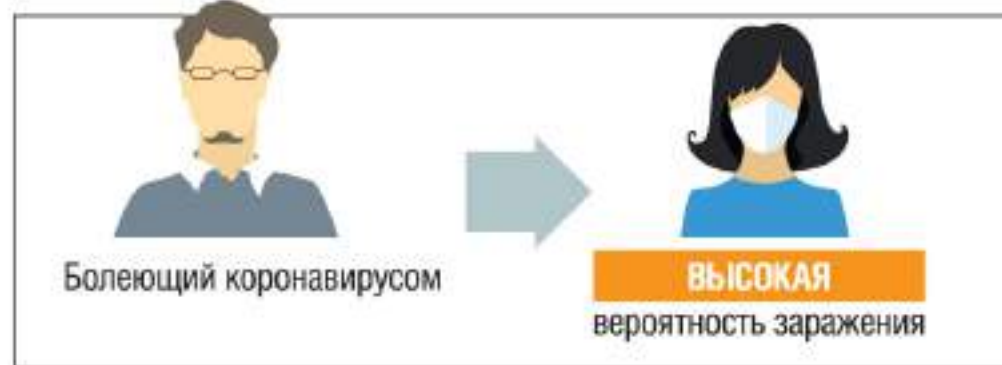 Болеющий коронавирусом
ВЫСОКАЯ
вероятность заражения